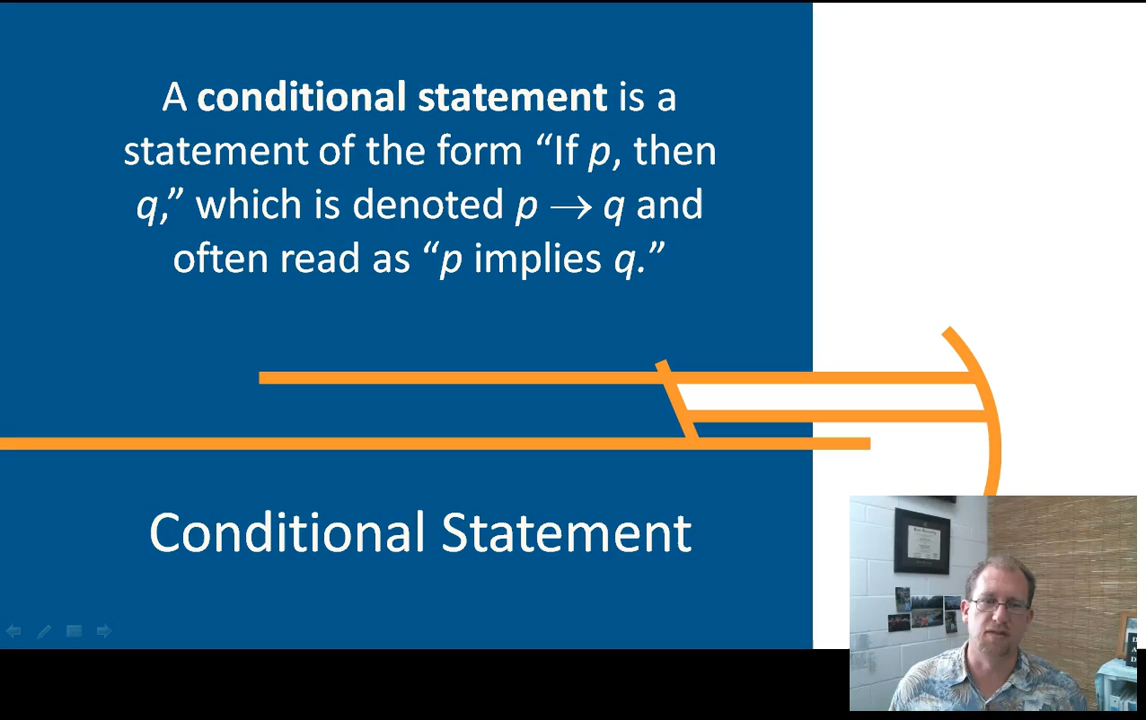 A conditional statement is a
statement of the form “If p, then
q,” which is denoted p → q and
often read as “p implies q.”
Conditional Statement